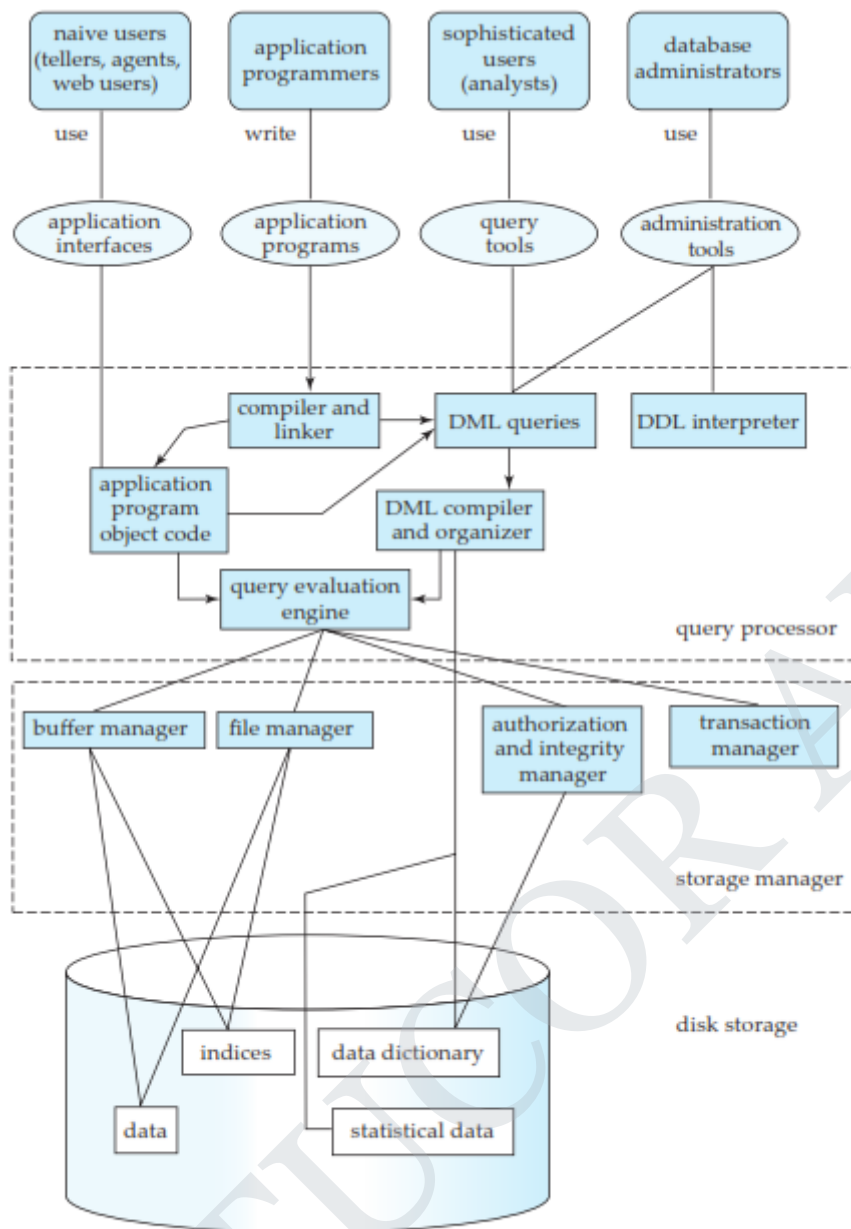 naive users
(tellers, agents,
web users)
application
programmers
sophisticated
users
(analysts)
database
administrators
use
write
use
use
application
interfaces
application
programs
query
tools
administration
tools
compiler and
linker
DML queries
DDL interpreter
application
program
object code
DML compiler
and organizer
query evaluation
engine
query processor
buffer manager
file manager
authorization
and integrity
manager
transaction
manager
storage manager
disk storage
indices
data dictionary
data
statistical data
TUCOR A